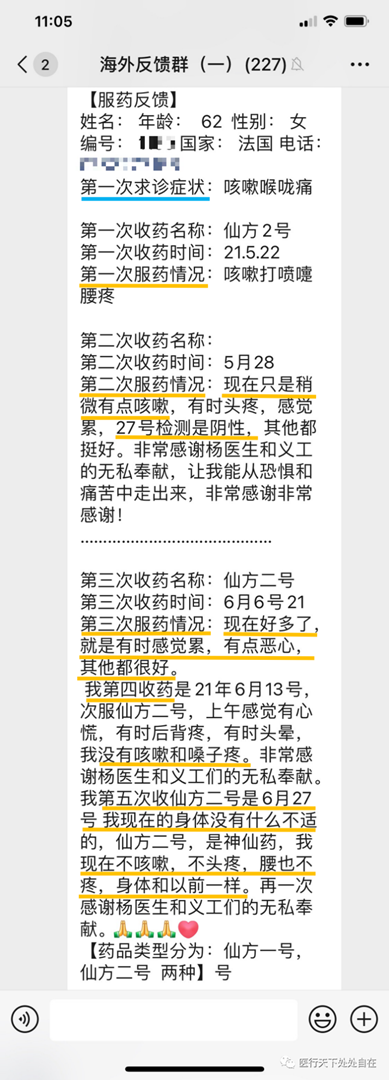 11:05
2
海外反馈群（一）(227)
【服药反馈】
姓名： 年龄： 62 性别： 女
编号： 国家： 法国 电话：
第一次求诊症状： 咳嗽喉咙痛
第一次收药名称：仙方2号
第一次收药时间：21.5.22
第一次服药情况：咳嗽打喷嚏
腰疼
第二次收药名称：
第二次收药时间：5月28
第二次服药情况：现在只是稍
微有点咳嗽，有时头疼，感觉
累，27号检测是阴性，其他都
挺好。非常感谢杨医生和义工
的无私奉献，让我能从恐惧和
痛苦中走出来，非常感谢非常
感谢！
..........................................
第三次收药名称：仙方二号
第三次收药时间：6月6号21
第三次服药情况：现在好多了，
就是有时感觉累，有点恶心，
其他都很好。
我第四收药是21年6月13号，
次服仙方二号，上午感觉有心
慌，有时后背疼，有时头晕，
我没有咳嗽和嗓子疼。非常感
谢杨医生和义工们的无私奉献。
我第五次收仙方二号是6月27
号 我现在的身体没有什么不适
的，仙方二号，是神仙药，我
现在不咳嗽，不头疼，腰也不
疼，身体和以前一样。再一次
感谢杨医生和义工们的无私奉
献。🙏🙏🙏❤️
【药品类型分为：仙方一号，
仙方二号 两种】号
医行天下处处自在